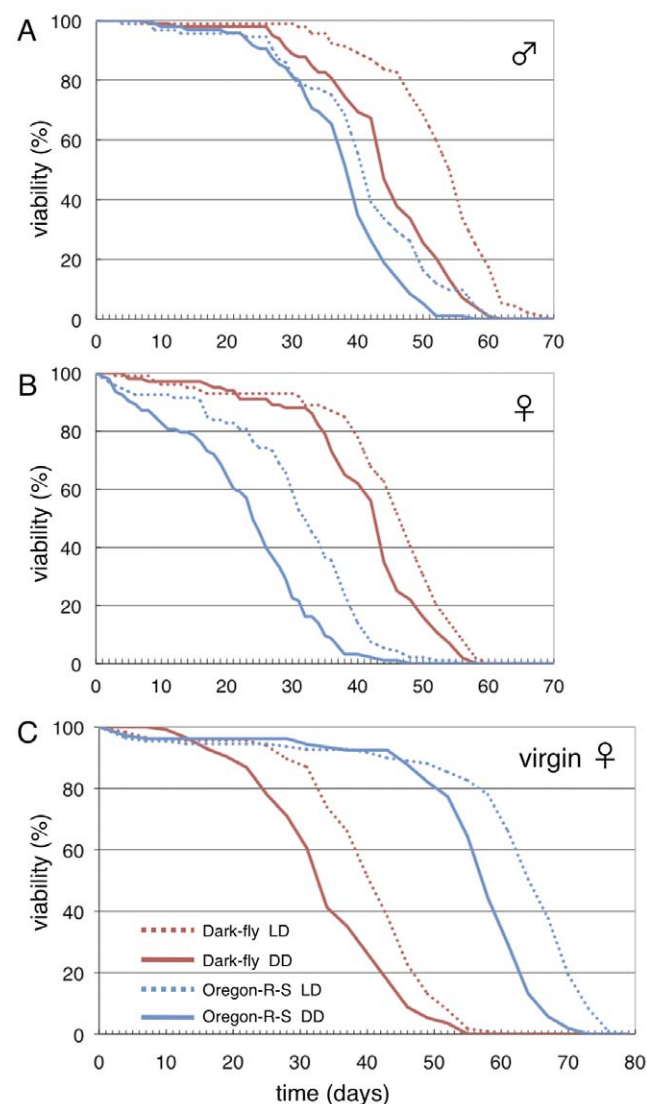 A
♂
viability (%)
100
80
60
40
20
0
0 10 20 30 40 50 60 70
B
♀
viability (%)
100
80
60
40
20
0
0 10 20 30 40 50 60 70
C
virgin ♀
viability (%)
100
80
60
40
20
0
Dark-fly LD
Dark-fly DD
Oregon-R-S LD
Oregon-R-S DD
0 10 20 30 40 50 60 70 80
time (days)